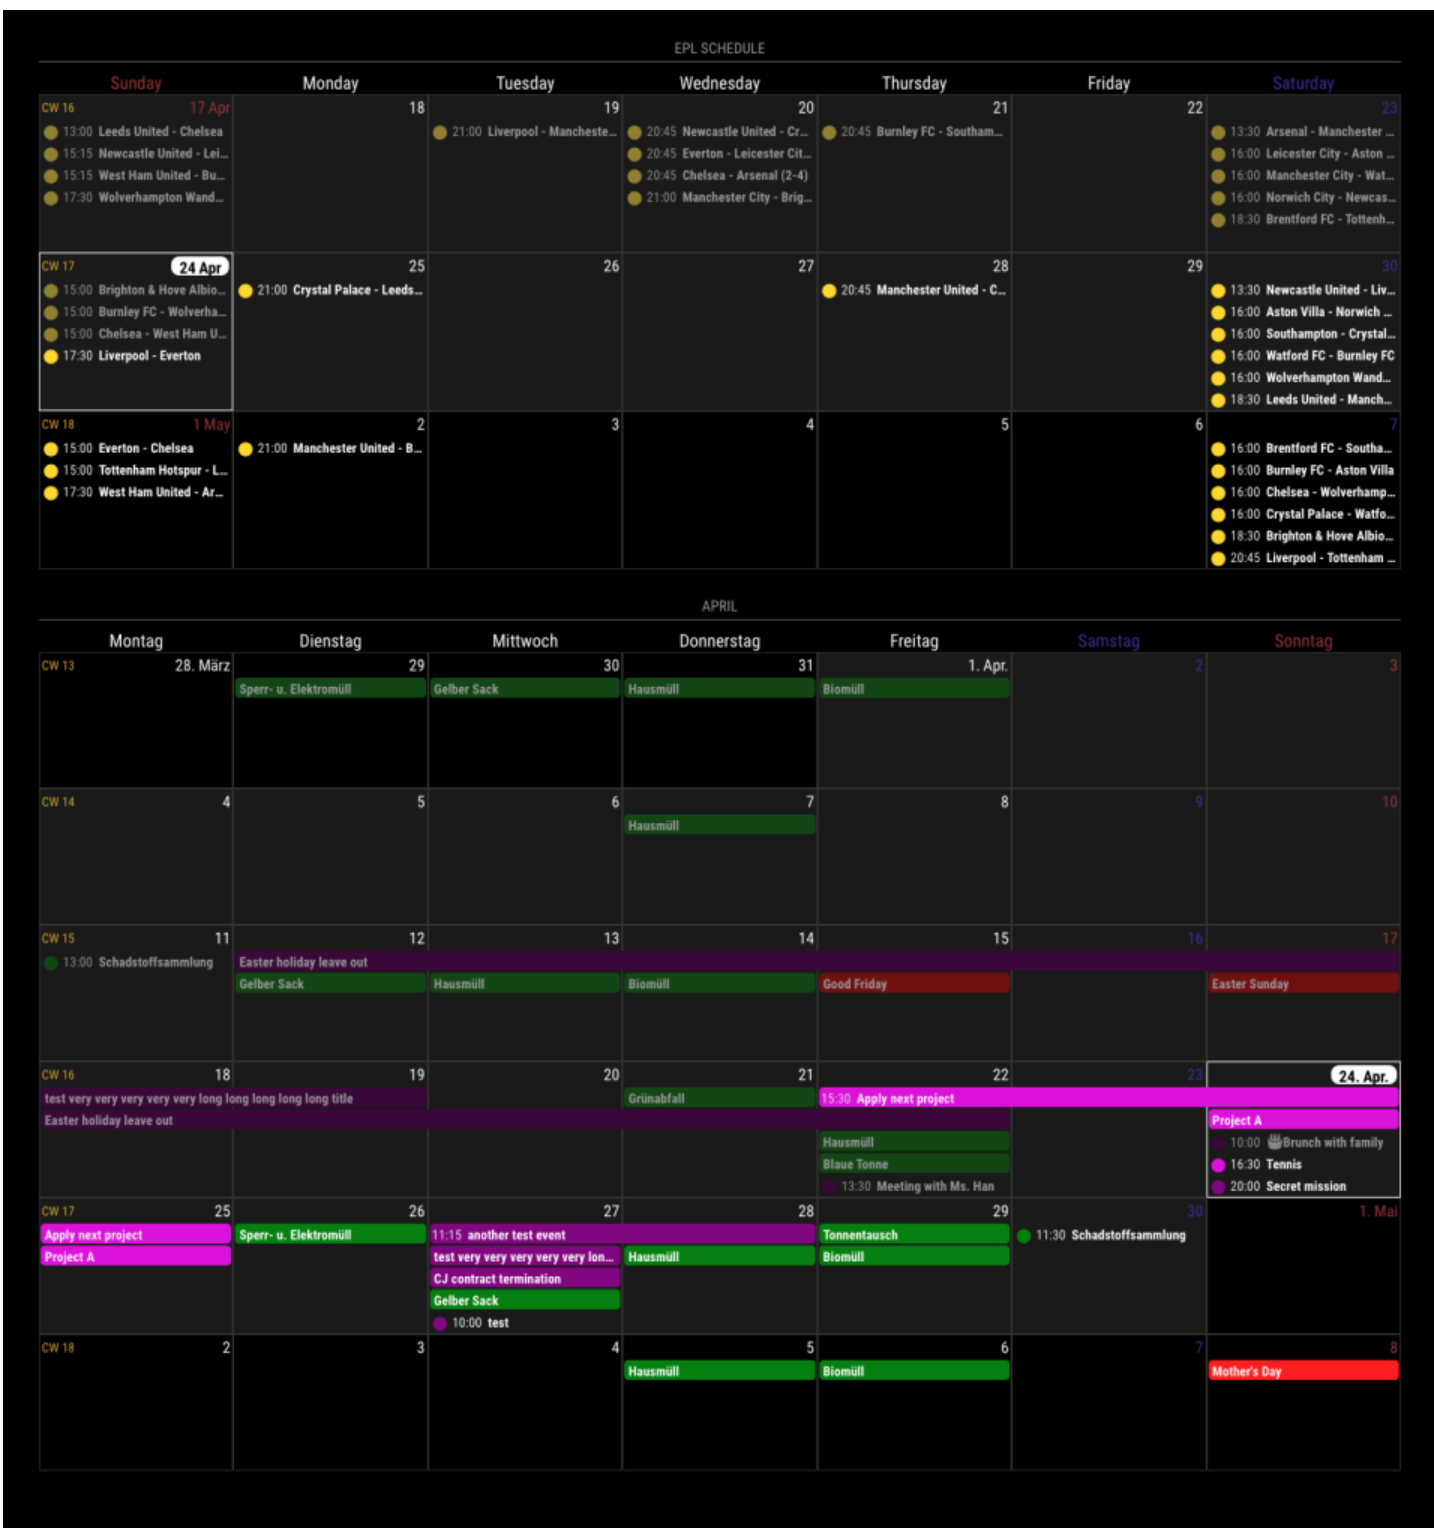 EPL SCHEDULE
Sunday Monday Tuesday Wednesday Thursday Friday Saturday
CW 16 17 Apr 18 19 20 21 22 23
13:00 Leeds United - Chelsea 21:00 Liverpool - Mancheste... 20:45 Newcastle United - Cr... 20:45 Burnley FC - Southam... 13:30 Arsenal - Manchester ...
15:15 Newcastle United - Lei... 20:45 Everton - Leicester Cit... 16:00 Leicester City - Aston ...
15:15 West Ham United - Bu... 20:45 Chelsea - Arsenal (2-4) 16:00 Manchester City - Wat...
17:30 Wolverhampton Wand... 21:00 Manchester City - Brig... 16:00 Norwich City - Newcas...
18:30 Brentford FC - Tottenh...
CW 17 24 Apr 25 26 27 28 29 30
15:00 Brighton & Hove Albio... 21:00 Crystal Palace - Leeds... 20:45 Manchester United - C... 13:30 Newcastle United - Liv...
15:00 Burnley FC - Wolverha... 16:00 Aston Villa - Norwich ...
15:00 Chelsea - West Ham U... 16:00 Southampton - Crystal...
17:30 Liverpool - Everton 16:00 Watford FC - Burnley FC
16:00 Wolverhampton Wand...
18:30 Leeds United - Manch...
CW 18 1 May 2 3 4 5 6 7
15:00 Everton - Chelsea 21:00 Manchester United - B... 16:00 Brentford FC - Southa...
15:00 Tottenham Hotspur - L... 16:00 Burnley FC - Aston Villa
17:30 West Ham United - Ar... 16:00 Chelsea - Wolverhamp...
16:00 Crystal Palace - Watfo...
18:30 Brighton & Hove Albio...
20:45 Liverpool - Tottenham ...
APRIL
Montag Dienstag Mittwoch Donnerstag Freitag Samstag Sonntag
CW 13 28. März 29 30 31 1. Apr. 2 3
Sperr- u. Elektromüll Gelber Sack Hausmüll Biomüll
CW 14 4 5 6 7 8 9 10
Hausmüll
CW 15 11 12 13 14 15 16 17
13:00 Schadstoffsammlung Easter holiday leave out
Gelber Sack Hausmüll Biomüll Good Friday Easter Sunday
CW 16 18 19 20 21 22 23 24. Apr.
test very very very very very long long long long long title Grünabfall 15:30 Apply next project
Easter holiday leave out Project A
Hausmüll 10:00 Brunch with family
Blaue Tonne 16:30 Tennis
13:30 Meeting with Ms. Han 20:00 Secret mission
CW 17 25 26 27 28 29 30 1. Mai
Apply next project Sperr- u. Elektromüll 11:15 another test event Tonnentausch 11:30 Schadstoffsammlung
Project A test very very very very very lon... Hausmüll Biomüll
CJ contract termination
Gelber Sack
10:00 test
CW 18 2 3 4 5 6 7 8
Hausmüll Biomüll Mother's Day